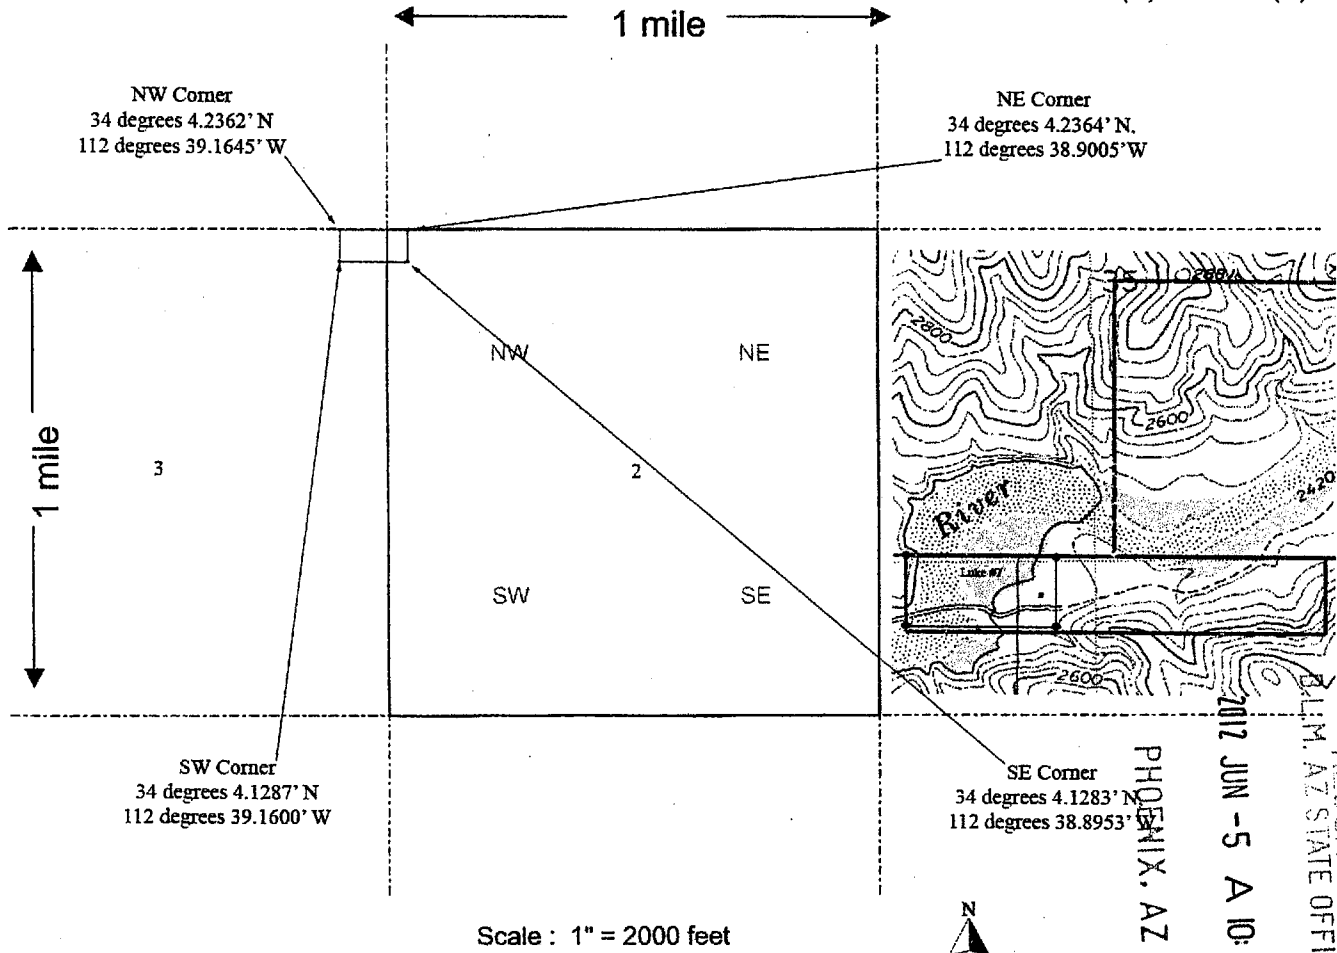 1 mile
NW Corner
34 degrees 4.2362' N
112 degrees 39.1645' W
NE Corner
34 degrees 4.2364' N.
112 degrees 38.9005' W
1 mile
3
NW
NE
2
SW
SE
2800
2600
2420
River
Luke #7
2600
SW Corner
34 degrees 4.1287' N
112 degrees 39.1600' W
SE Corner
34 degrees 4.1283' N
112 degrees 38.8953' W
B.L.M. AZ STATE OFFI
2012 JUN -5 A 10:
PHOENIX, AZ
N
Scale : 1" = 2000 feet